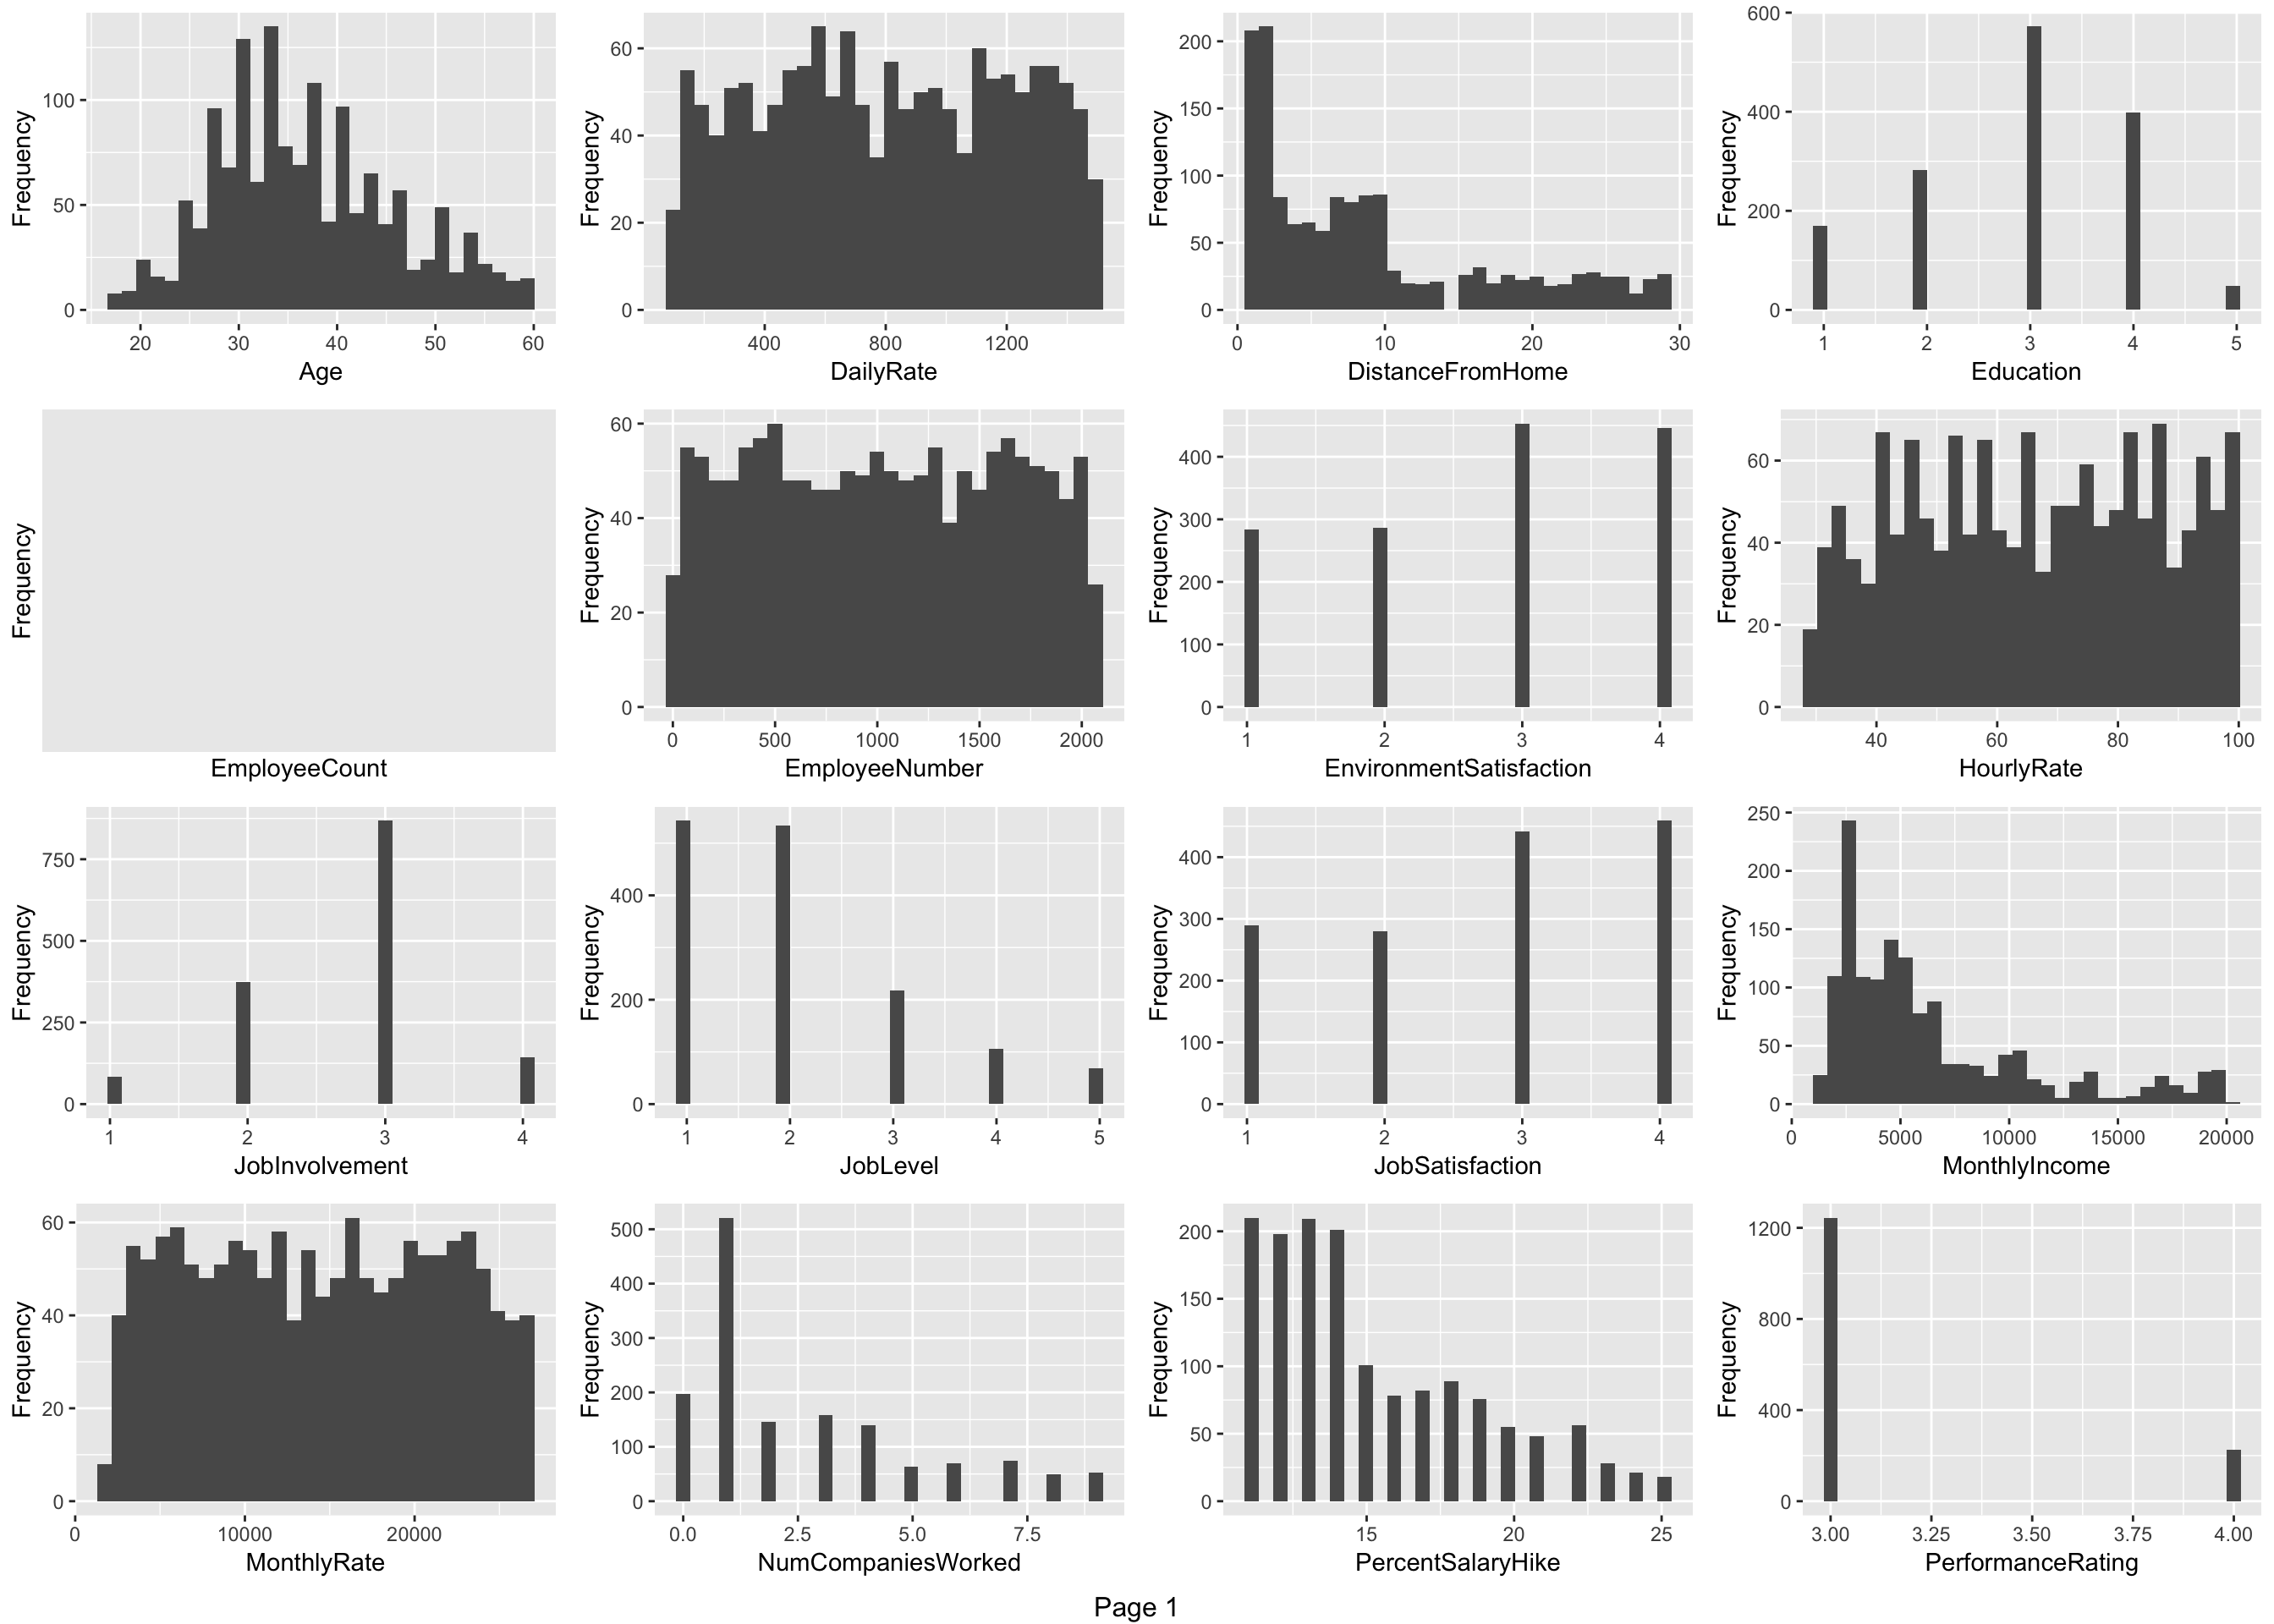 Frequency
100
50
0
20 30 40 50 60
Age
Frequency
60
40
20
0
400 800 1200
DailyRate
Frequency
200
150
100
50
0
0 10 20 30
DistanceFromHome
Frequency
600
400
200
0
1 2 3 4 5
Education
Frequency
EmployeeCount
Frequency
60
40
20
0
0 500 1000 1500 2000
EmployeeNumber
Frequency
400
300
200
100
0
1 2 3 4
EnvironmentSatisfaction
Frequency
60
40
20
0
40 60 80 100
HourlyRate
Frequency
750
500
250
0
1 2 3 4
JobInvolvement
Frequency
400
200
0
1 2 3 4 5
JobLevel
Frequency
400
300
200
100
0
1 2 3 4
JobSatisfaction
Frequency
250
200
150
100
50
0
0 5000 10000 15000 20000
MonthlyIncome
Frequency
60
40
20
0
0 10000 20000
MonthlyRate
Frequency
500
400
300
200
100
0
0.0 2.5 5.0 7.5
NumCompaniesWorked
Frequency
200
150
100
50
0
15 20 25
PercentSalaryHike
Frequency
1200
800
400
0
3.00 3.25 3.50 3.75 4.00
PerformanceRating
Page 1